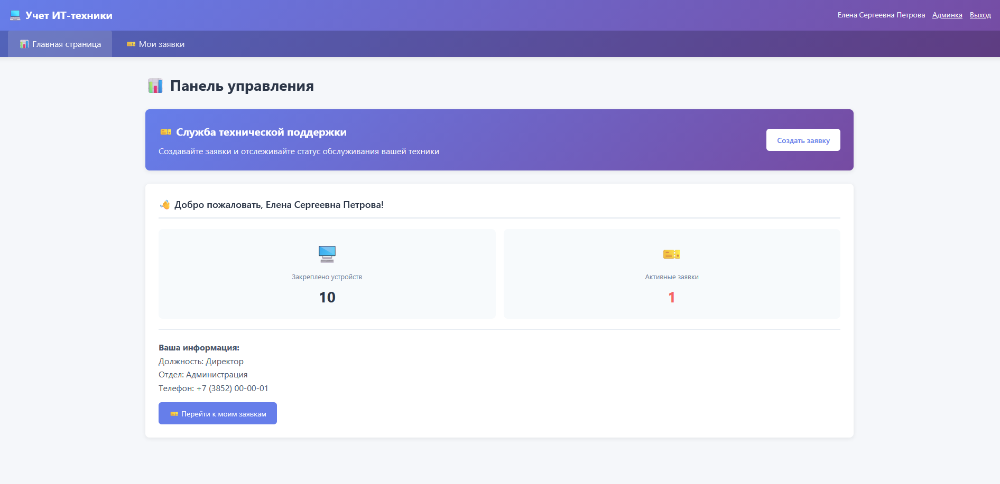 Учет ИТ-техники
Елена Сергеевна Петрова Админка Выход
Главная страница Мои заявки
Панель управления
Служба технической поддержки
Создавайте заявки и отслеживайте статус обслуживания вашей техники
Создать заявку
Добро пожаловать, Елена Сергеевна Петрова!
Закреплено устройств
10
Активные заявки
1
Ваша информация:
Должность: Директор
Отдел: Администрация
Телефон: +7 (3852) 00-00-01
Перейти к моим заявкам